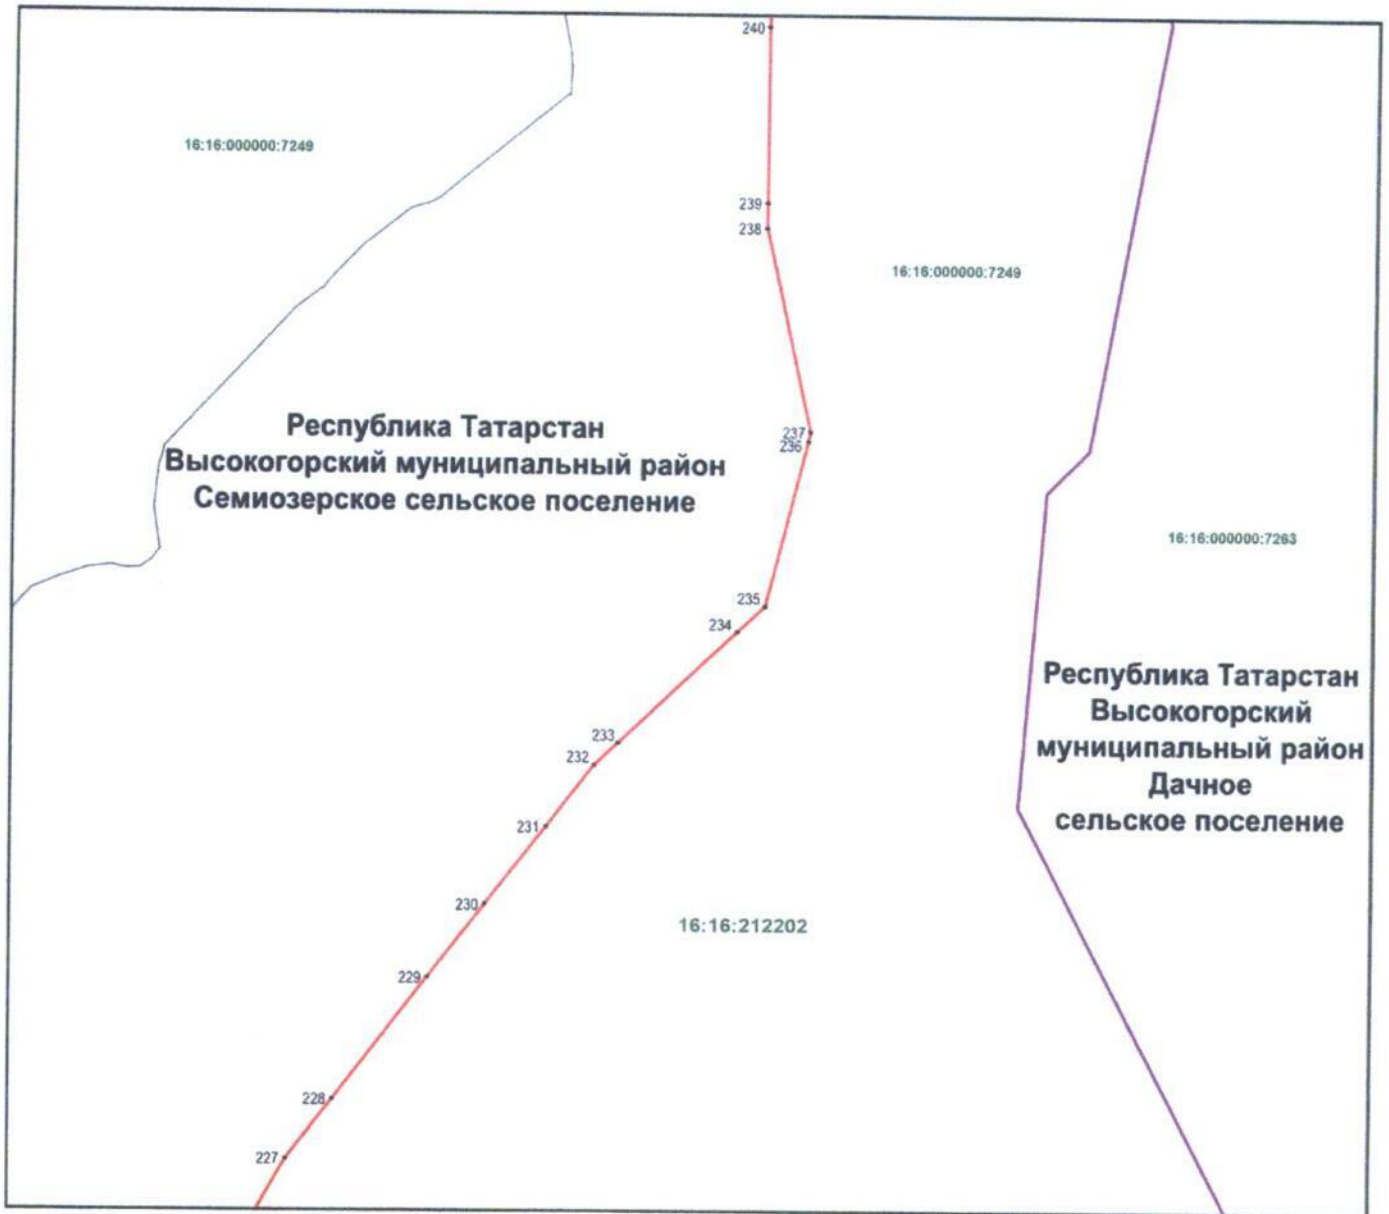 240
16:16:000000:7249
239
238
16:16:000000:7249
Республика Татарстан
Высокогорский муниципальный район
Семиозерское сельское поселение
237
236
16:16:000000:7263
235
234
Республика Татарстан
Высокогорский
муниципальный район
Дачное
сельское поселение
233
232
231
230
16:16:212202
229
228
227